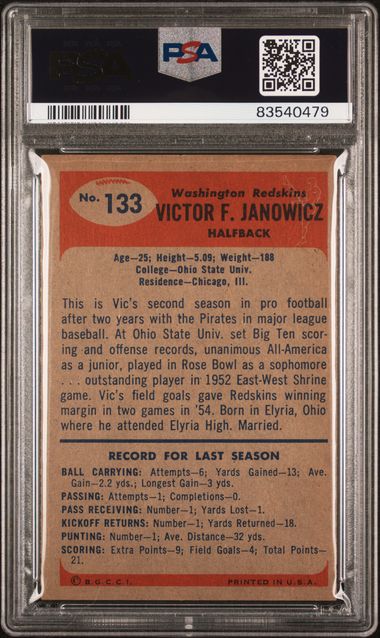 PSA
PSA
83540479
No. 133
Washington Redskins
VICTOR F. JANOWICZ
HALFBACK
Age—25; Height—5.09; Weight—188
College—Ohio State Univ.
Residence—Chicago, Ill.
This is Vic's second season in pro football
after two years with the Pirates in major league
baseball. At Ohio State Univ. set Big Ten scor-
ing and offense records, unanimous All-America
as a junior, played in Rose Bowl as a sophomore
. . . outstanding player in 1952 East-West Shrine
game. Vic's field goals gave Redskins winning
margin in two games in '54. Born in Elyria, Ohio
where he attended Elyria High. Married.
RECORD FOR LAST SEASON
BALL CARRYING: Attempts—6; Yards Gained—13; Ave.
Gain—2.2 yds.; Longest Gain—3 yds.
PASSING: Attempts—1; Completions—0.
PASS RECEIVING: Number—1; Yards Lost—1.
KICKOFF RETURNS: Number—1; Yards Returned—18.
PUNTING: Number—1; Ave. Distance—32 yds.
SCORING: Extra Points—9; Field Goals—4; Total Points—
21.
© B.G.C.C.I.
PRINTED IN U.S.A.